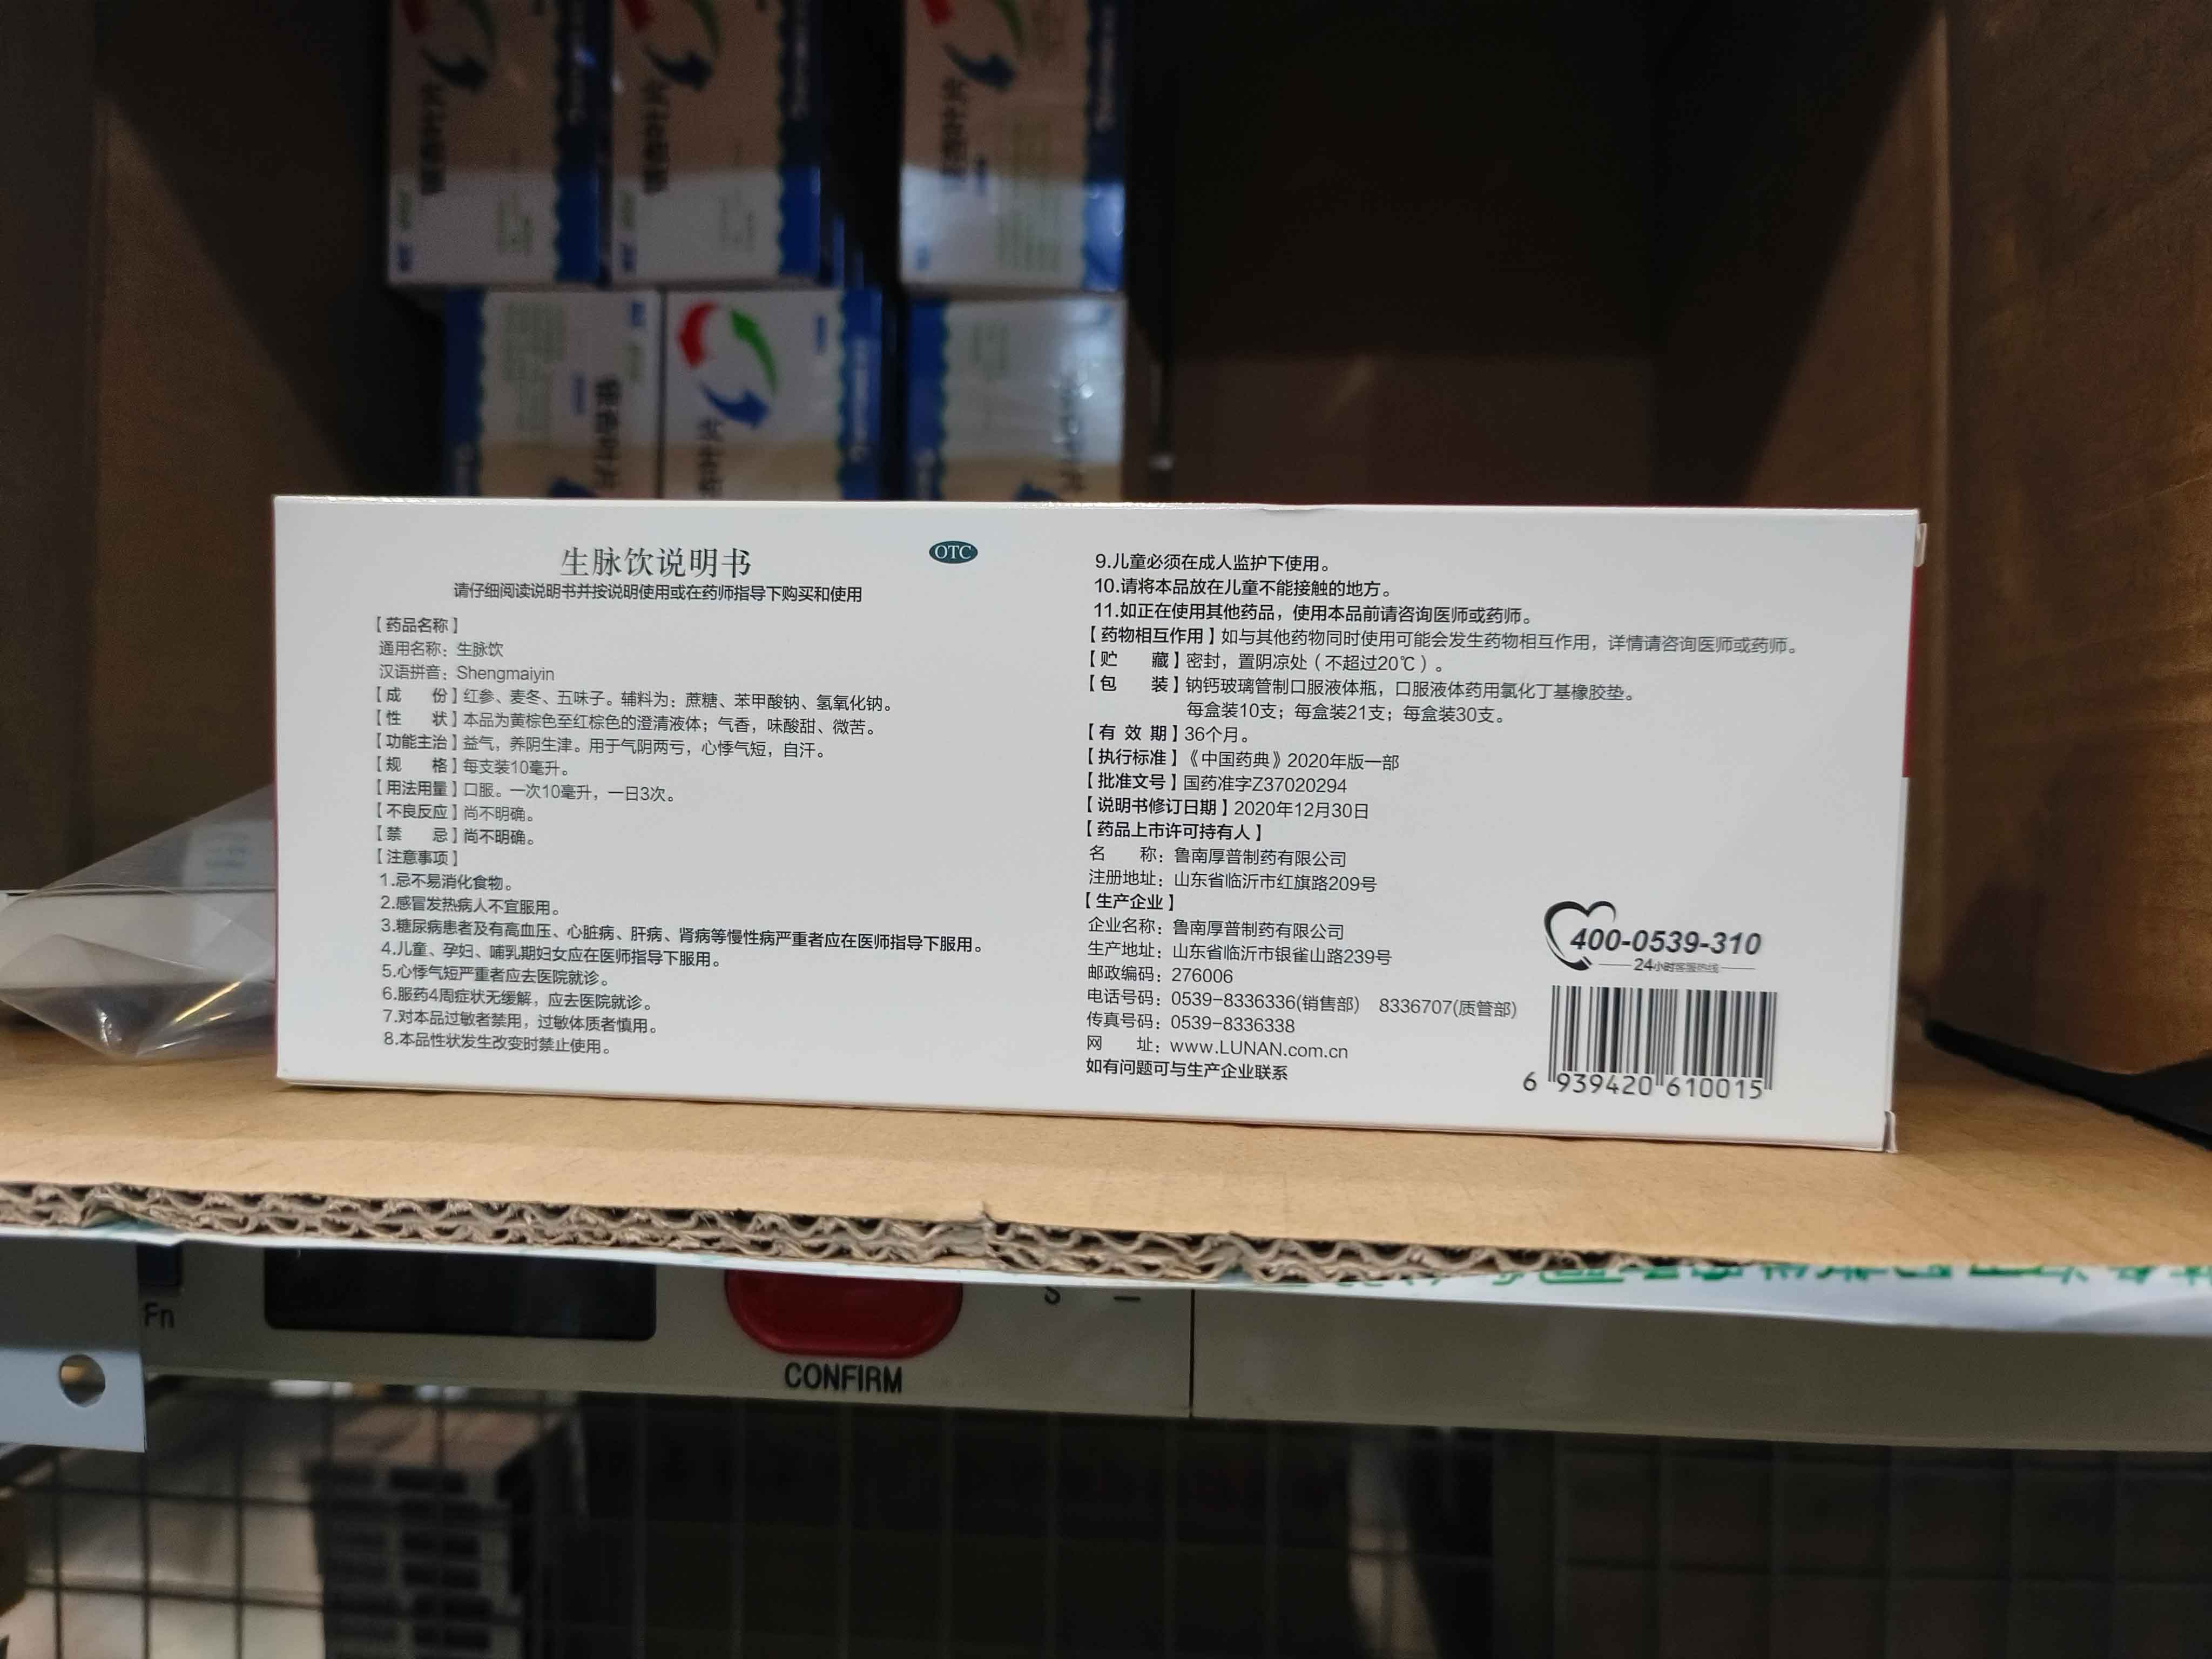 生脉饮说明书
OTC
请仔细阅读说明书并按说明使用或在药师指导下购买和使用
【药品名称】
通用名称：生脉饮
汉语拼音：Shengmaiyin
【成 份】红参、麦冬、五味子。辅料为：蔗糖、苯甲酸钠、氢氧化钠。
【性 状】本品为黄棕色至红棕色的澄清液体；气香，味酸甜、微苦。
【功能主治】益气，养阴生津。用于气阴两亏，心悸气短，自汗。
【规 格】每支装10毫升。
【用法用量】口服。一次10毫升，一日3次。
【不良反应】尚不明确。
【禁 忌】尚不明确。
【注意事项】
1.忌不易消化食物。
2.感冒发热病人不宜服用。
3.糖尿病患者及有高血压、心脏病、肝病、肾病等慢性病严重者应在医师指导下服用。
4.儿童、孕妇、哺乳期妇女应在医师指导下服用。
5.心悸气短严重者应去医院就诊。
6.服药4周症状无缓解，应去医院就诊。
7.对本品过敏者禁用，过敏体质者慎用。
8.本品性状发生改变时禁止使用。
9.儿童必须在成人监护下使用。
10.请将本品放在儿童不能接触的地方。
11.如正在使用其他药品，使用本品前请咨询医师或药师。
【药物相互作用】如与其他药物同时使用可能会发生药物相互作用，详情请咨询医师或药师。
【贮 藏】密封，置阴凉处（不超过20℃）。
【包 装】钠钙玻璃管制口服液体瓶，口服液体药用氯化丁基橡胶垫。
每盒装10支；每盒装21支；每盒装30支。
【有 效 期】36个月。
【执行标准】《中国药典》2020年版一部
【批准文号】国药准字Z37020294
【说明书修订日期】2020年12月30日
【药品上市许可持有人】
名 称：鲁南厚普制药有限公司
注册地址：山东省临沂市红旗路209号
【生产企业】
企业名称：鲁南厚普制药有限公司
生产地址：山东省临沂市银雀山路239号
邮政编码：276006
电话号码：0539-8336336(销售部) 8336707(质管部)
传真号码：0539-8336338
网 址：www.LUNAN.com.cn
如有问题可与生产企业联系
400-0539-310
24小时客服热线
6 939420 610015
Fn
CONFIRM
S